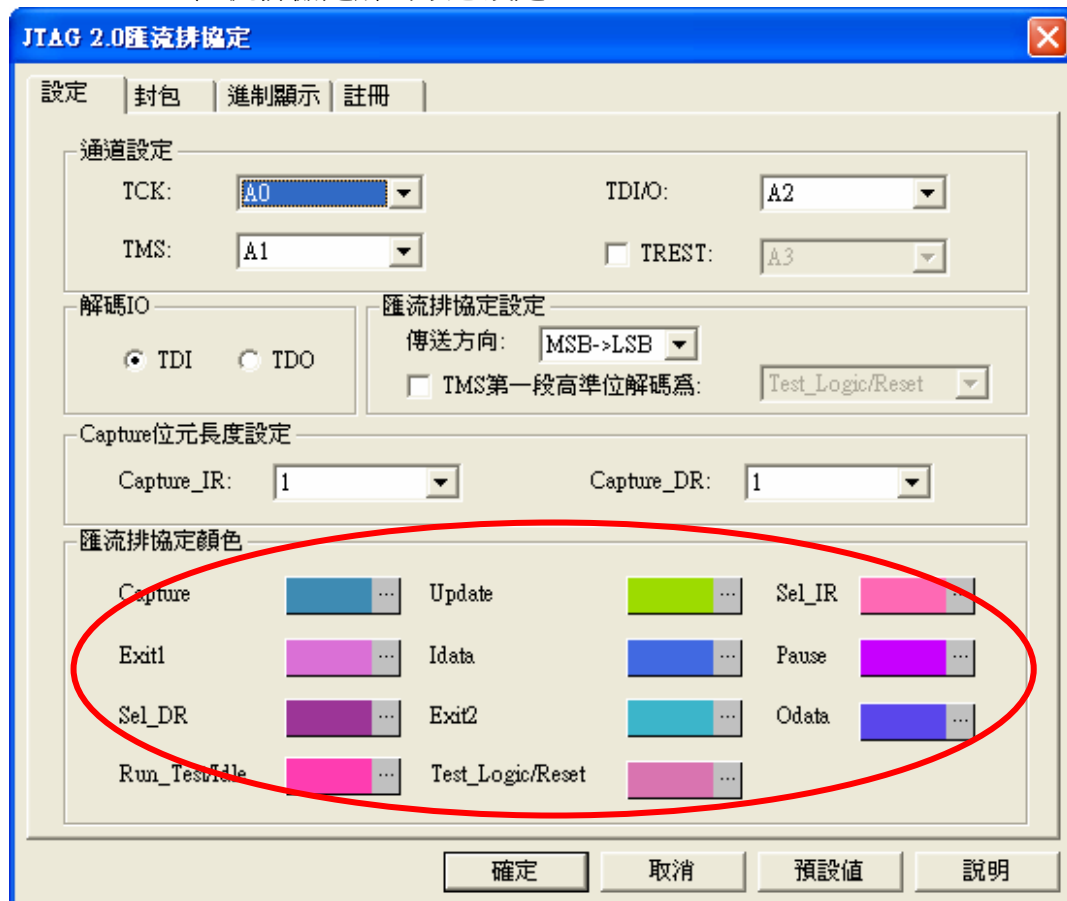 JTAG 2.0匯流排協定
設定 封包 進制顯示 註冊
通道設定
TCK: A0 TDI/O: A2
TMS: A1 TREST: A3
解碼IO 匯流排協定設定
傳送方向: MSB->LSB
TDI TDO
TMS第一段高準位解碼爲: Test_Logic/Reset
Capture位元長度設定
Capture_IR: 1 Capture_DR: 1
匯流排協定顏色
Capture ... Update ... Sel_IR ...
Exit1 ... Idata ... Pause ...
Sel_DR ... Exit2 ... Odata ...
Run_Test/Idle ... Test_Logic/Reset ...
確定 取消 預設値 說明